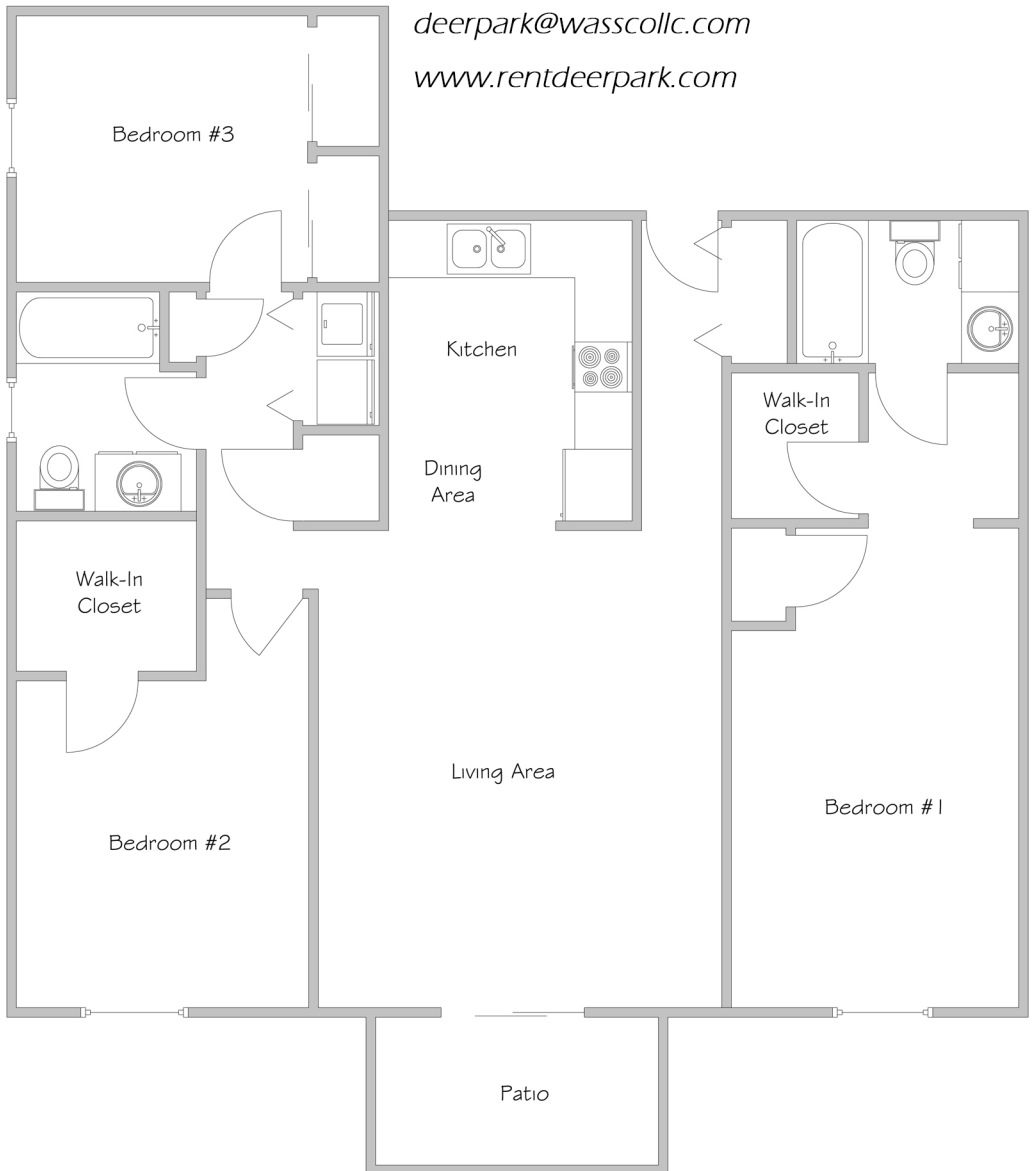 deerpark@wasscollc.com
www.rentdeerpark.com
Bedroom #3
Kitchen
Walk-In
Closet
Dining
Area
Walk-In
Closet
Living Area
Bedroom #1
Bedroom #2
Patio